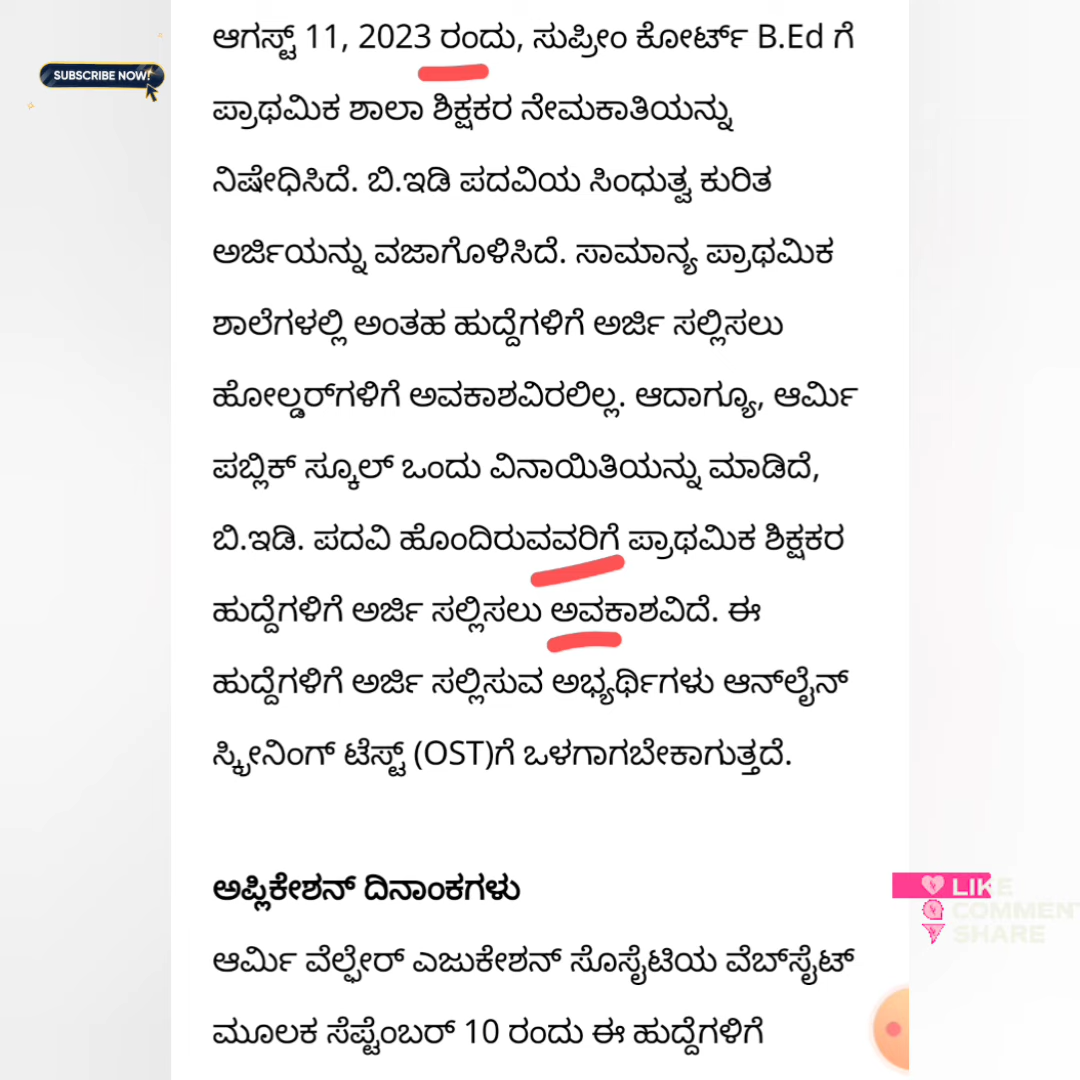 SUBSCRIBE NOW!
ಆಗಸ್ಟ್ 11, 2023 ರಂದು, ಸುಪ್ರೀಂ ಕೋರ್ಟ್ B.Ed ಗೆ
ಪ್ರಾಥಮಿಕ ಶಾಲಾ ಶಿಕ್ಷಕರ ನೇಮಕಾತಿಯನ್ನು
ನಿಷೇಧಿಸಿದೆ. ಬಿ.ಇಡಿ ಪದವಿಯ ಸಿಂಧುತ್ವ ಕುರಿತ
ಅರ್ಜಿಯನ್ನು ವಜಾಗೊಳಿಸಿದೆ. ಸಾಮಾನ್ಯ ಪ್ರಾಥಮಿಕ
ಶಾಲೆಗಳಲ್ಲಿ ಅಂತಹ ಹುದ್ದೆಗಳಿಗೆ ಅರ್ಜಿ ಸಲ್ಲಿಸಲು
ಹೋಲ್ಡರ್‌ಗಳಿಗೆ ಅವಕಾಶವಿರಲಿಲ್ಲ. ಆದಾಗ್ಯೂ, ಆರ್ಮಿ
ಪಬ್ಲಿಕ್ ಸ್ಕೂಲ್ ಒಂದು ವಿನಾಯಿತಿಯನ್ನು ಮಾಡಿದೆ,
ಬಿ.ಇಡಿ. ಪದವಿ ಹೊಂದಿರುವವರಿಗೆ ಪ್ರಾಥಮಿಕ ಶಿಕ್ಷಕರ
ಹುದ್ದೆಗಳಿಗೆ ಅರ್ಜಿ ಸಲ್ಲಿಸಲು ಅವಕಾಶವಿದೆ. ಈ
ಹುದ್ದೆಗಳಿಗೆ ಅರ್ಜಿ ಸಲ್ಲಿಸುವ ಅಭ್ಯರ್ಥಿಗಳು ಆನ್‌ಲೈನ್
ಸ್ಕ್ರೀನಿಂಗ್ ಟೆಸ್ಟ್ (OST)ಗೆ ಒಳಗಾಗಬೇಕಾಗುತ್ತದೆ.
ಅಪ್ಲಿಕೇಶನ್ ದಿನಾಂಕಗಳು
ಆರ್ಮಿ ವೆಲ್ಫೇರ್ ಎಜುಕೇಶನ್ ಸೊಸೈಟಿಯ ವೆಬ್‌ಸೈಟ್
ಮೂಲಕ ಸೆಪ್ಟೆಂಬರ್ 10 ರಂದು ಈ ಹುದ್ದೆಗಳಿಗೆ
LIKE
COMMENT
SHARE